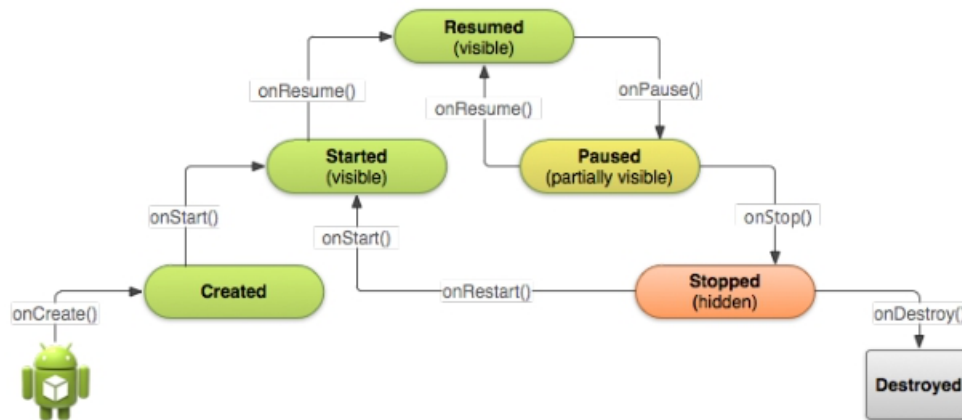 Resumed
(visible)
onResume()
onResume()
onPause()
Started
(visible)
Paused
(partially visible)
onStart()
onStart()
onStop()
Created
onRestart()
Stopped
(hidden)
onCreate()
onDestroy()
Destroyed